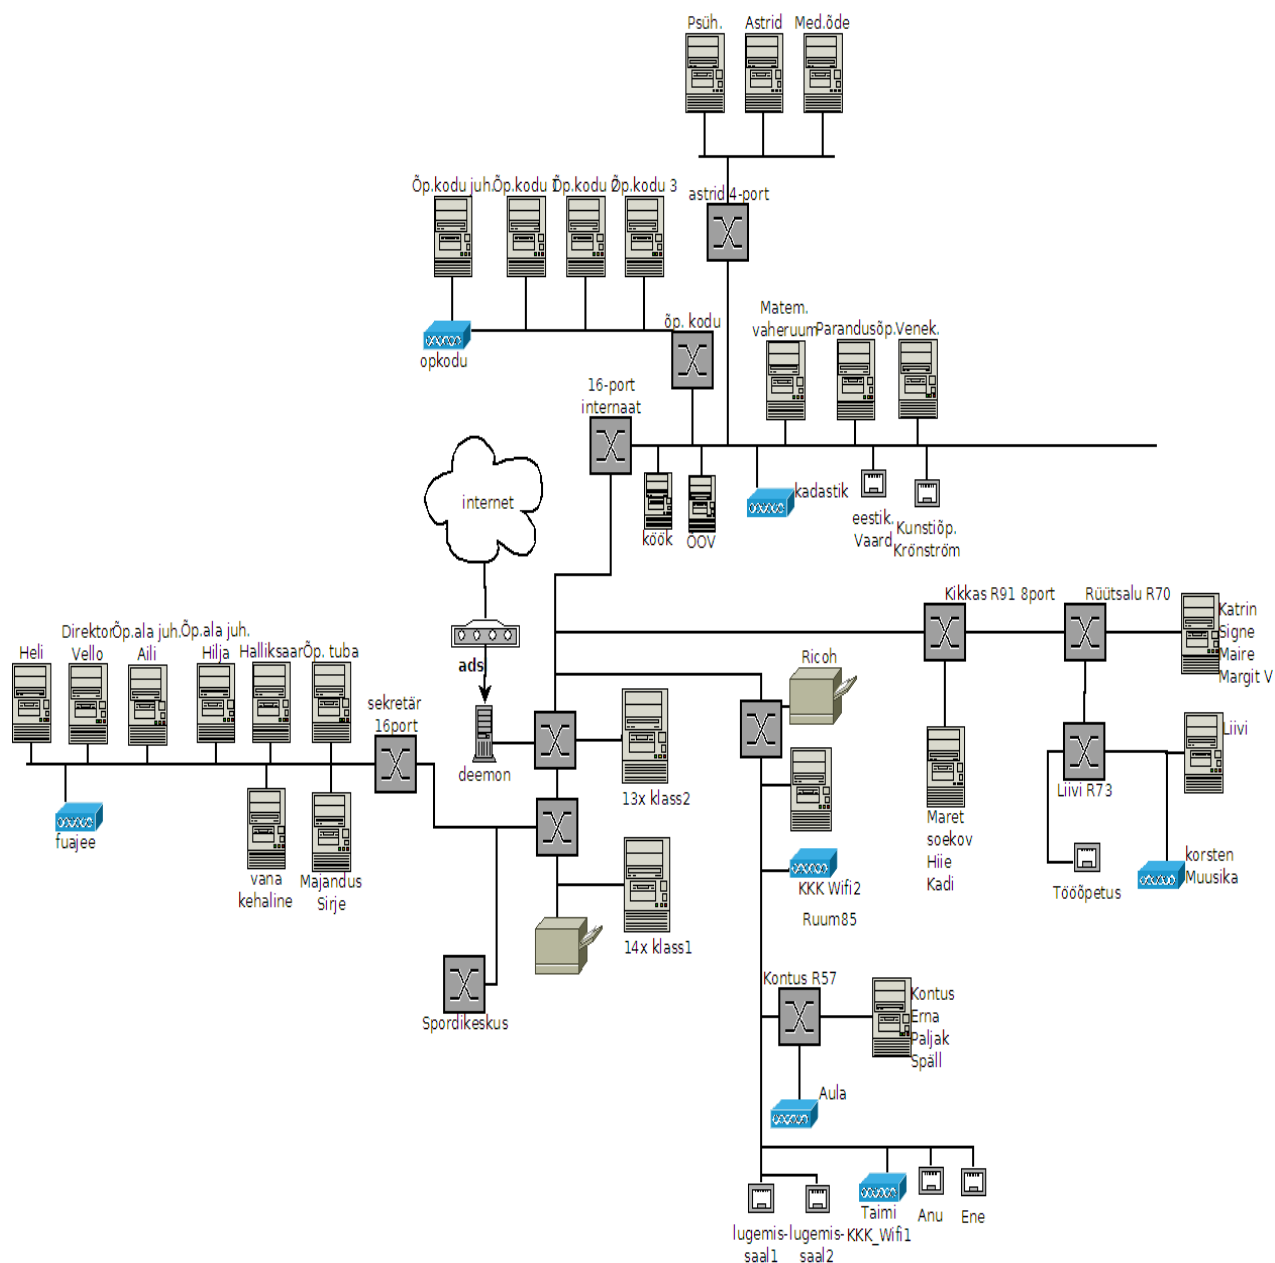 Psüh.
Astrid
Med.õde
Õp.kodu juh.
Õp.kodu 1
Õp.kodu 2
Õp.kodu 3
astrid 4-port
opkodu
õp. kodu
Matem.
vaheruum
Parandusõp.
Venek.
16-port
internaat
internet
köök
ÖÖV
kadastik
eestik.
Vaard
Kunstiõp.
Krönström
ads
deemon
Heli
Direktor
Vello
Õp.ala juh.
Aili
Õp.ala juh.
Hilja
Halliksaar
Õp. tuba
sekretär
16port
fuajee
vana
kehaline
Majandus
Sirje
13x klass2
14x klass1
Spordikeskus
Ricoh
KKK Wifi2
Ruum85
Kikkas R91 8port
Rüütsalu R70
Katrin
Signe
Maire
Margit V
Maret
soekov
Hiie
Kadi
Liivi R73
Liivi
Tööõpetus
korsten
Muusika
Kontus R57
Kontus
Erna
Paljak
Späll
Aula
lugemis-
saal1
lugemis-
saal2
Taimi
KKK_Wifi1
Anu
Ene